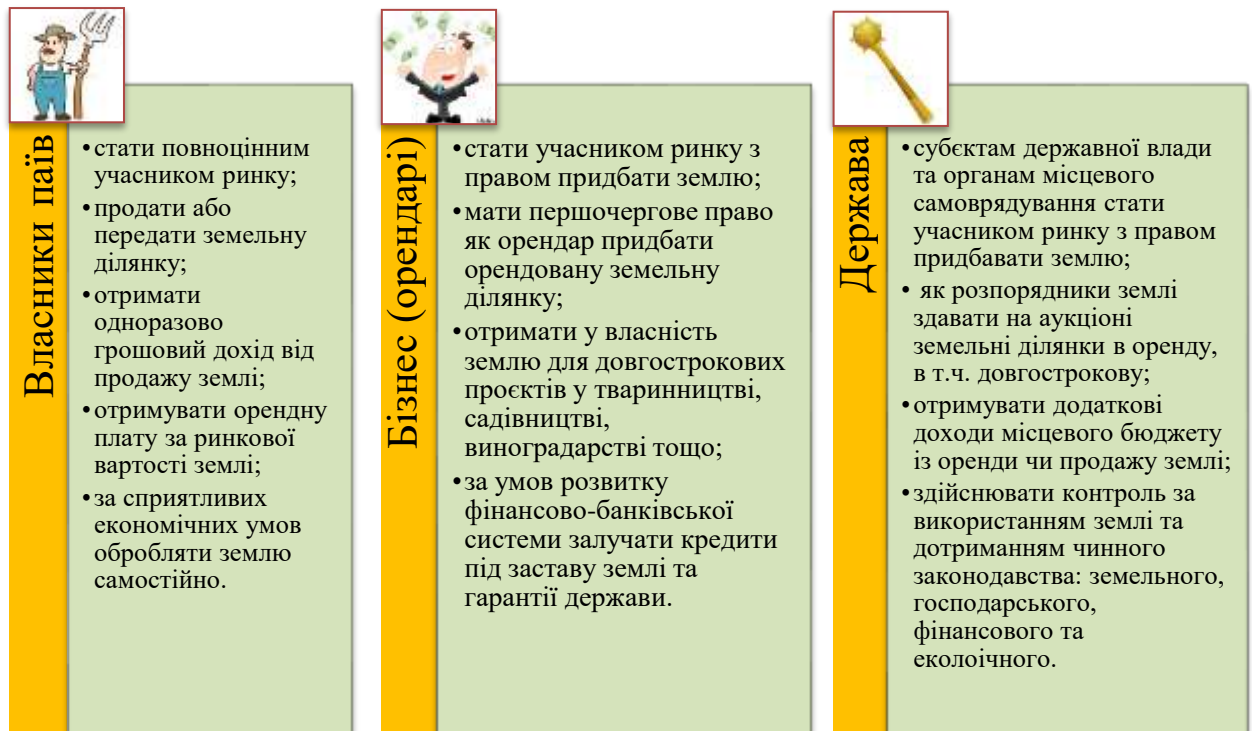 Власники паїв
•стати повноцінним
учасником ринку;
•продати або
передати земельну
ділянку;
•отримати
одноразово
грошовий дохід від
продажу землі;
•отримувати орендну
плату за ринкової
вартості землі;
•за сприятливих
економічних умов
обробляти землю
самостійно.
Бізнес (орендарі)
•стати учасником ринку з
правом придбати землю;
•мати першочергове право
як орендар придбати
орендовану земельну
ділянку;
•отримати у власність
землю для довгострокових
проєктів у тваринництві,
садівництві,
виноградарстві тощо;
•за умов розвитку
фінансово-банківської
системи залучати кредити
під заставу землі та
гарантії держави.
Держава
•субєктам державної влади
та органам місцевого
самоврядування стати
учасником ринку з правом
придбавати землю;
• як розпорядники землі
здавати на аукціоні
земельні ділянки в оренду,
в т.ч. довгострокову;
•отримувати додаткові
доходи місцевого бюджету
із оренди чи продажу землі;
•здійснювати контроль за
використанням землі та
дотриманням чинного
законодавства: земельного,
господарського,
фінансового та
еколоічного.